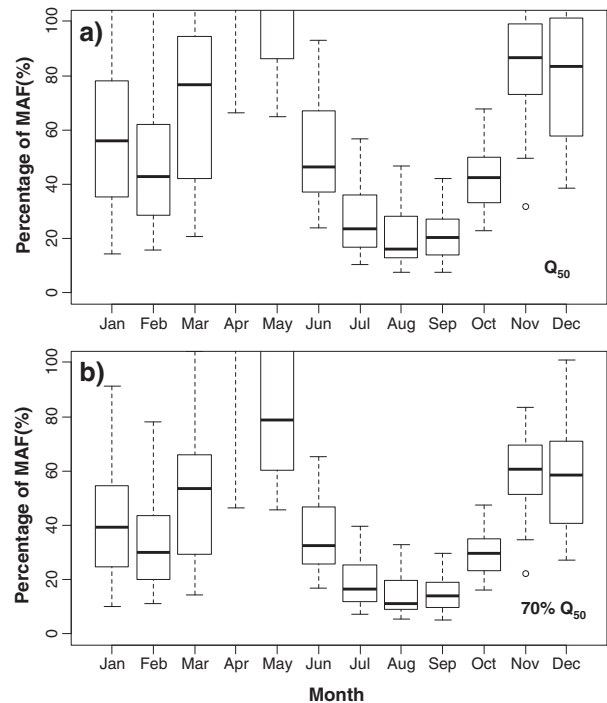 a)
Percentage of MAF(%)
100
80
60
40
20
0
Q50
Jan Feb Mar Apr May Jun Jul Aug Sep Oct Nov Dec
b)
Percentage of MAF(%)
100
80
60
40
20
0
70% Q50
Jan Feb Mar Apr May Jun Jul Aug Sep Oct Nov Dec
Month